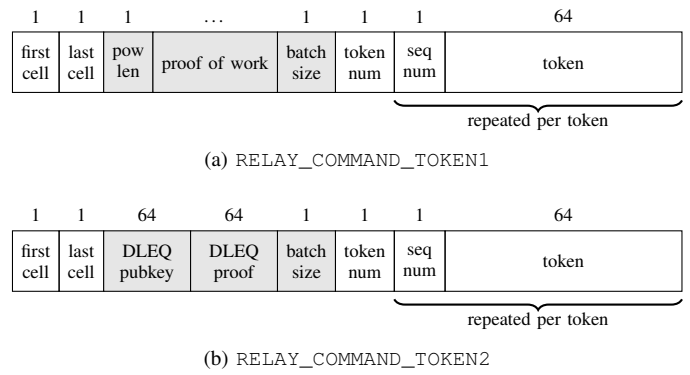 1 1 1 ... 1 1 1 64
first cell last cell pow len proof of work batch size token num seq num token
repeated per token
(a) RELAY_COMMAND_TOKEN1
1 1 64 64 1 1 1 64
first cell last cell DLEQ pubkey DLEQ proof batch size token num seq num token
repeated per token
(b) RELAY_COMMAND_TOKEN2